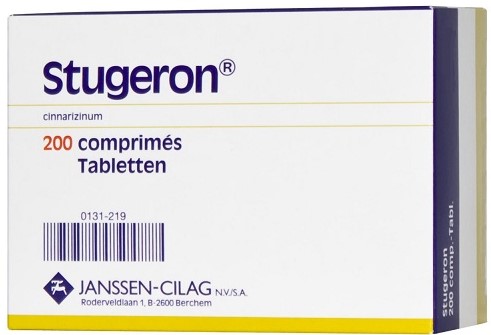 Stugeron®
cinnarizinum
200 comprimés
Tabletten
0131-219
JANSSEN-CILAG N.V./S.A.
Roderveldlaan 1, B-2600 Berchem
Stugeron
200 comp.-Tabl.